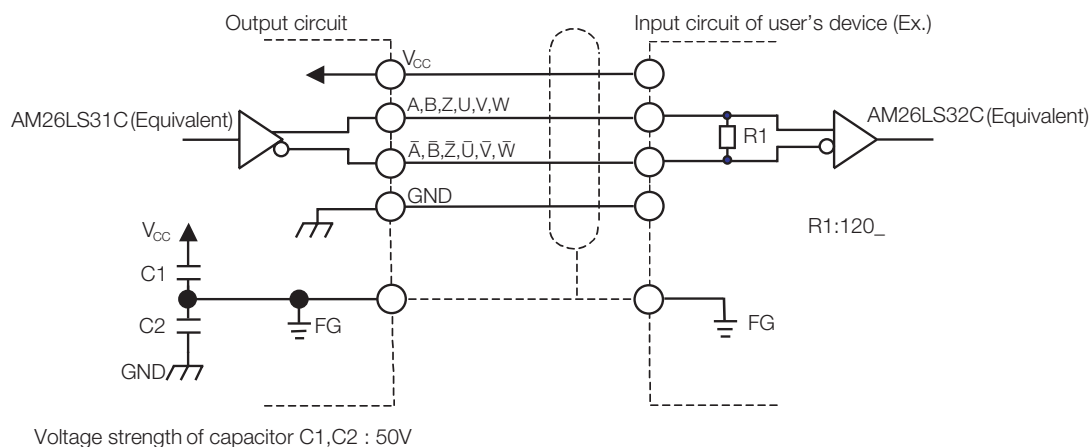 Output circuit
Input circuit of user's device (Ex.)
VCC
A,B,Z,U,V,W
AM26LS31C(Equivalent)
AM26LS32C(Equivalent)
R1
A̅,B̅,Z̅,U̅,V̅,W̅
GND
R1:120_
VCC
C1
C2
FG
FG
GND
Voltage strength of capacitor C1,C2 : 50V